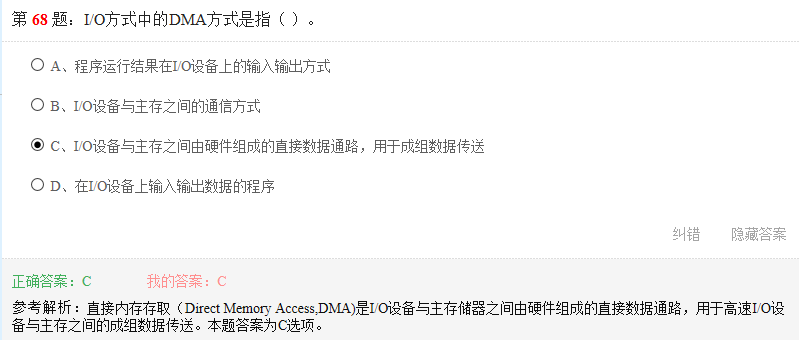 第 68 题：I/O方式中的DMA方式是指（ ）。
A、程序运行结果在I/O设备上的输入输出方式
B、I/O设备与主存之间的通信方式
C、I/O设备与主存之间由硬件组成的直接数据通路，用于成组数据传送
D、在I/O设备上输入输出数据的程序
纠错 隐藏答案
正确答案：C 我的答案：C
参考解析：直接内存存取（Direct Memory Access,DMA)是I/O设备与主存储器之间由硬件组成的直接数据通路，用于高速I/O设
备与主存之间的成组数据传送。本题答案为C选项。